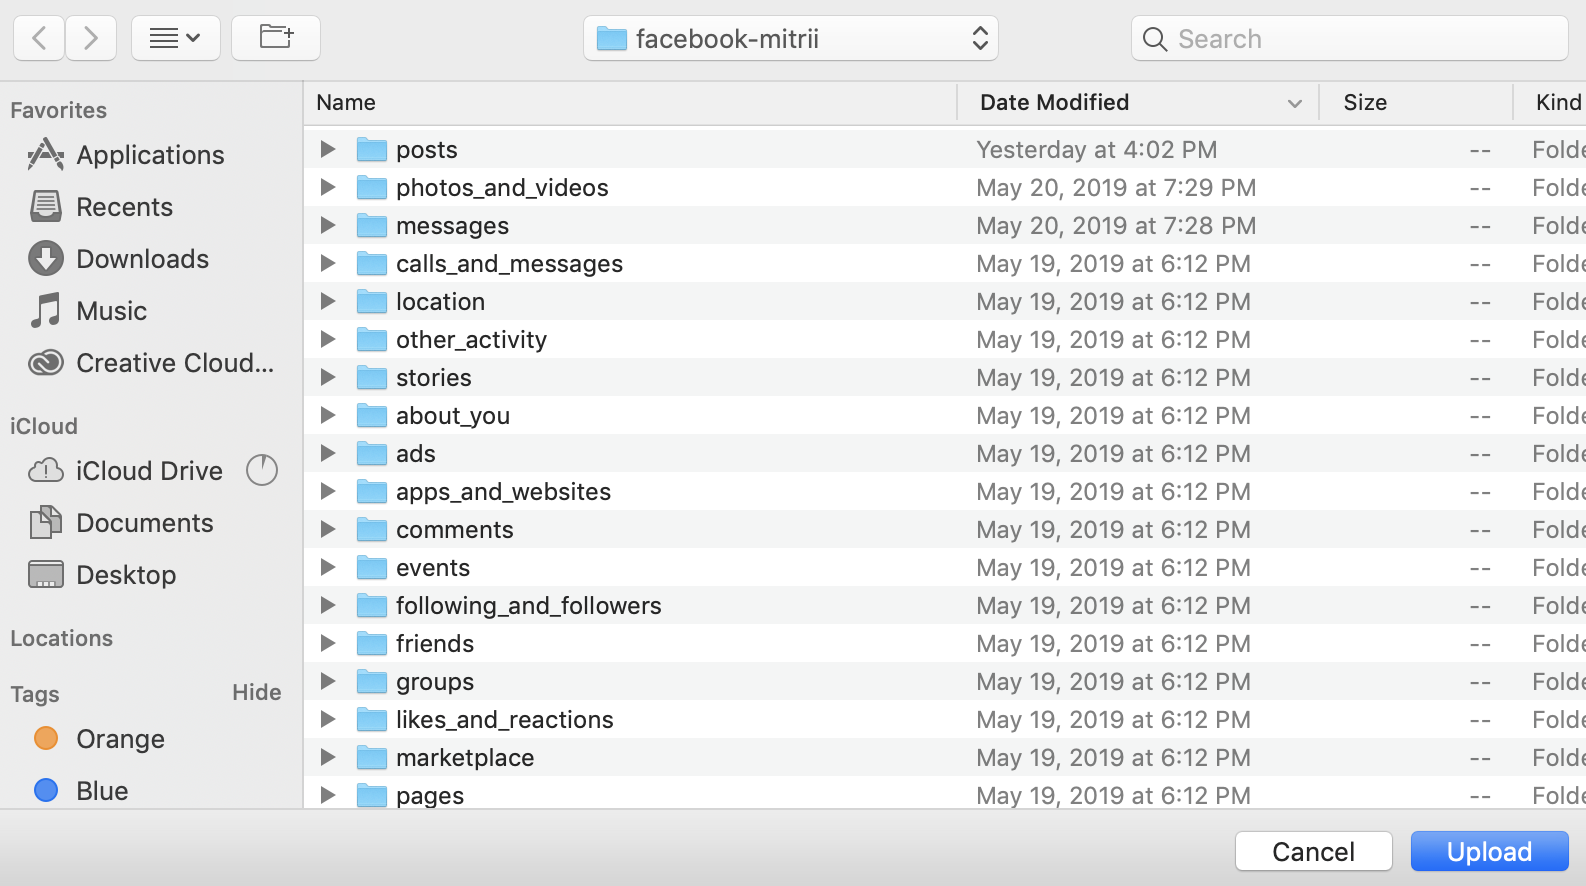 facebook-mitrii
Search
Favorites
Applications
Recents
Downloads
Music
Creative Cloud...
iCloud
iCloud Drive
Documents
Desktop
Locations
Tags Hide
Orange
Blue
Name Date Modified Size Kind
posts Yesterday at 4:02 PM -- Folde
photos_and_videos May 20, 2019 at 7:29 PM -- Folde
messages May 20, 2019 at 7:28 PM -- Folde
calls_and_messages May 19, 2019 at 6:12 PM -- Folde
location May 19, 2019 at 6:12 PM -- Folde
other_activity May 19, 2019 at 6:12 PM -- Folde
stories May 19, 2019 at 6:12 PM -- Folde
about_you May 19, 2019 at 6:12 PM -- Folde
ads May 19, 2019 at 6:12 PM -- Folde
apps_and_websites May 19, 2019 at 6:12 PM -- Folde
comments May 19, 2019 at 6:12 PM -- Folde
events May 19, 2019 at 6:12 PM -- Folde
following_and_followers May 19, 2019 at 6:12 PM -- Folde
friends May 19, 2019 at 6:12 PM -- Folde
groups May 19, 2019 at 6:12 PM -- Folde
likes_and_reactions May 19, 2019 at 6:12 PM -- Folde
marketplace May 19, 2019 at 6:12 PM -- Folde
pages May 19, 2019 at 6:12 PM -- Folde
Cancel Upload